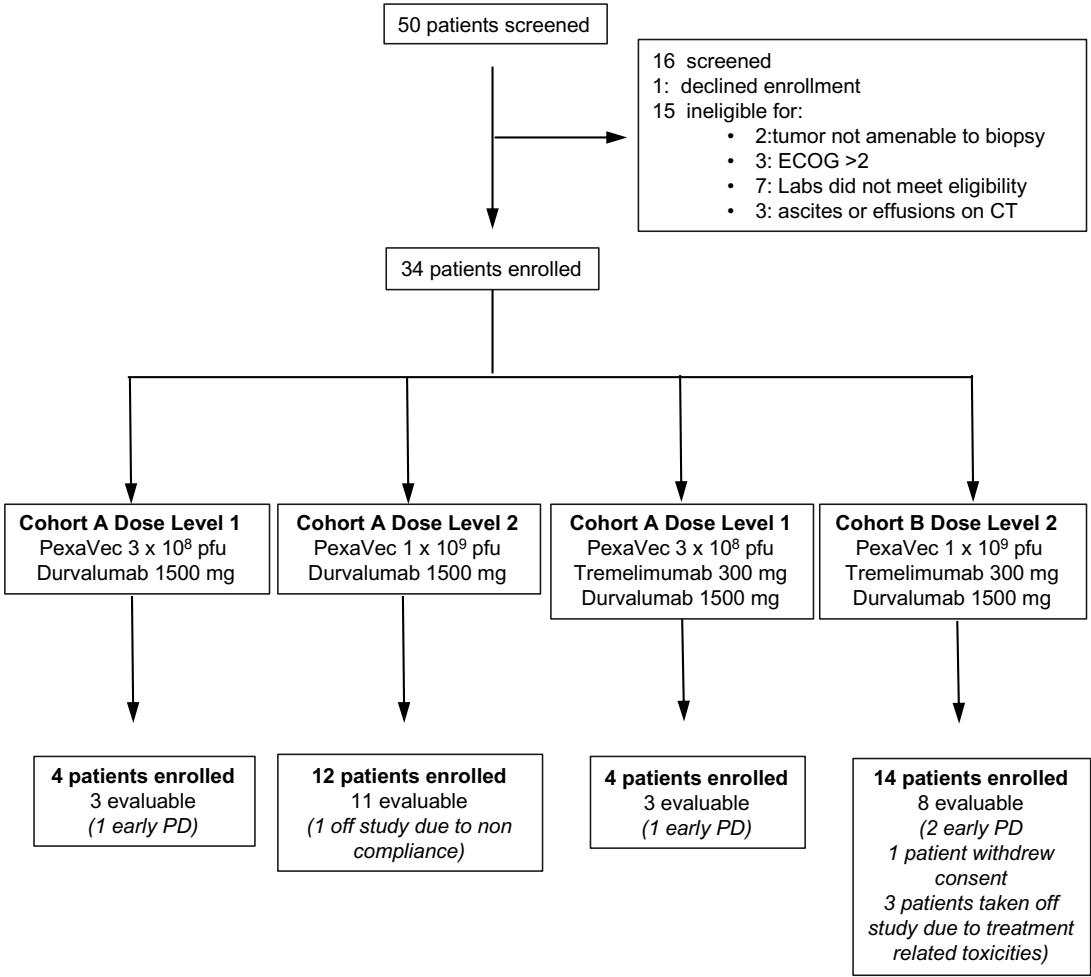 50 patients screened
16 screened
1: declined enrollment
15 ineligible for:
• 2:tumor not amenable to biopsy
• 3: ECOG >2
• 7: Labs did not meet eligibility
• 3: ascites or effusions on CT
34 patients enrolled
Cohort A Dose Level 1
PexaVec 3 x 10⁸ pfu
Durvalumab 1500 mg
Cohort A Dose Level 2
PexaVec 1 x 10⁹ pfu
Durvalumab 1500 mg
Cohort A Dose Level 1
PexaVec 3 x 10⁸ pfu
Tremelimumab 300 mg
Durvalumab 1500 mg
Cohort B Dose Level 2
PexaVec 1 x 10⁹ pfu
Tremelimumab 300 mg
Durvalumab 1500 mg
4 patients enrolled
3 evaluable
(1 early PD)
12 patients enrolled
11 evaluable
(1 off study due to non
compliance)
4 patients enrolled
3 evaluable
(1 early PD)
14 patients enrolled
8 evaluable
(2 early PD
1 patient withdrew
consent
3 patients taken off
study due to treatment
related toxicities)